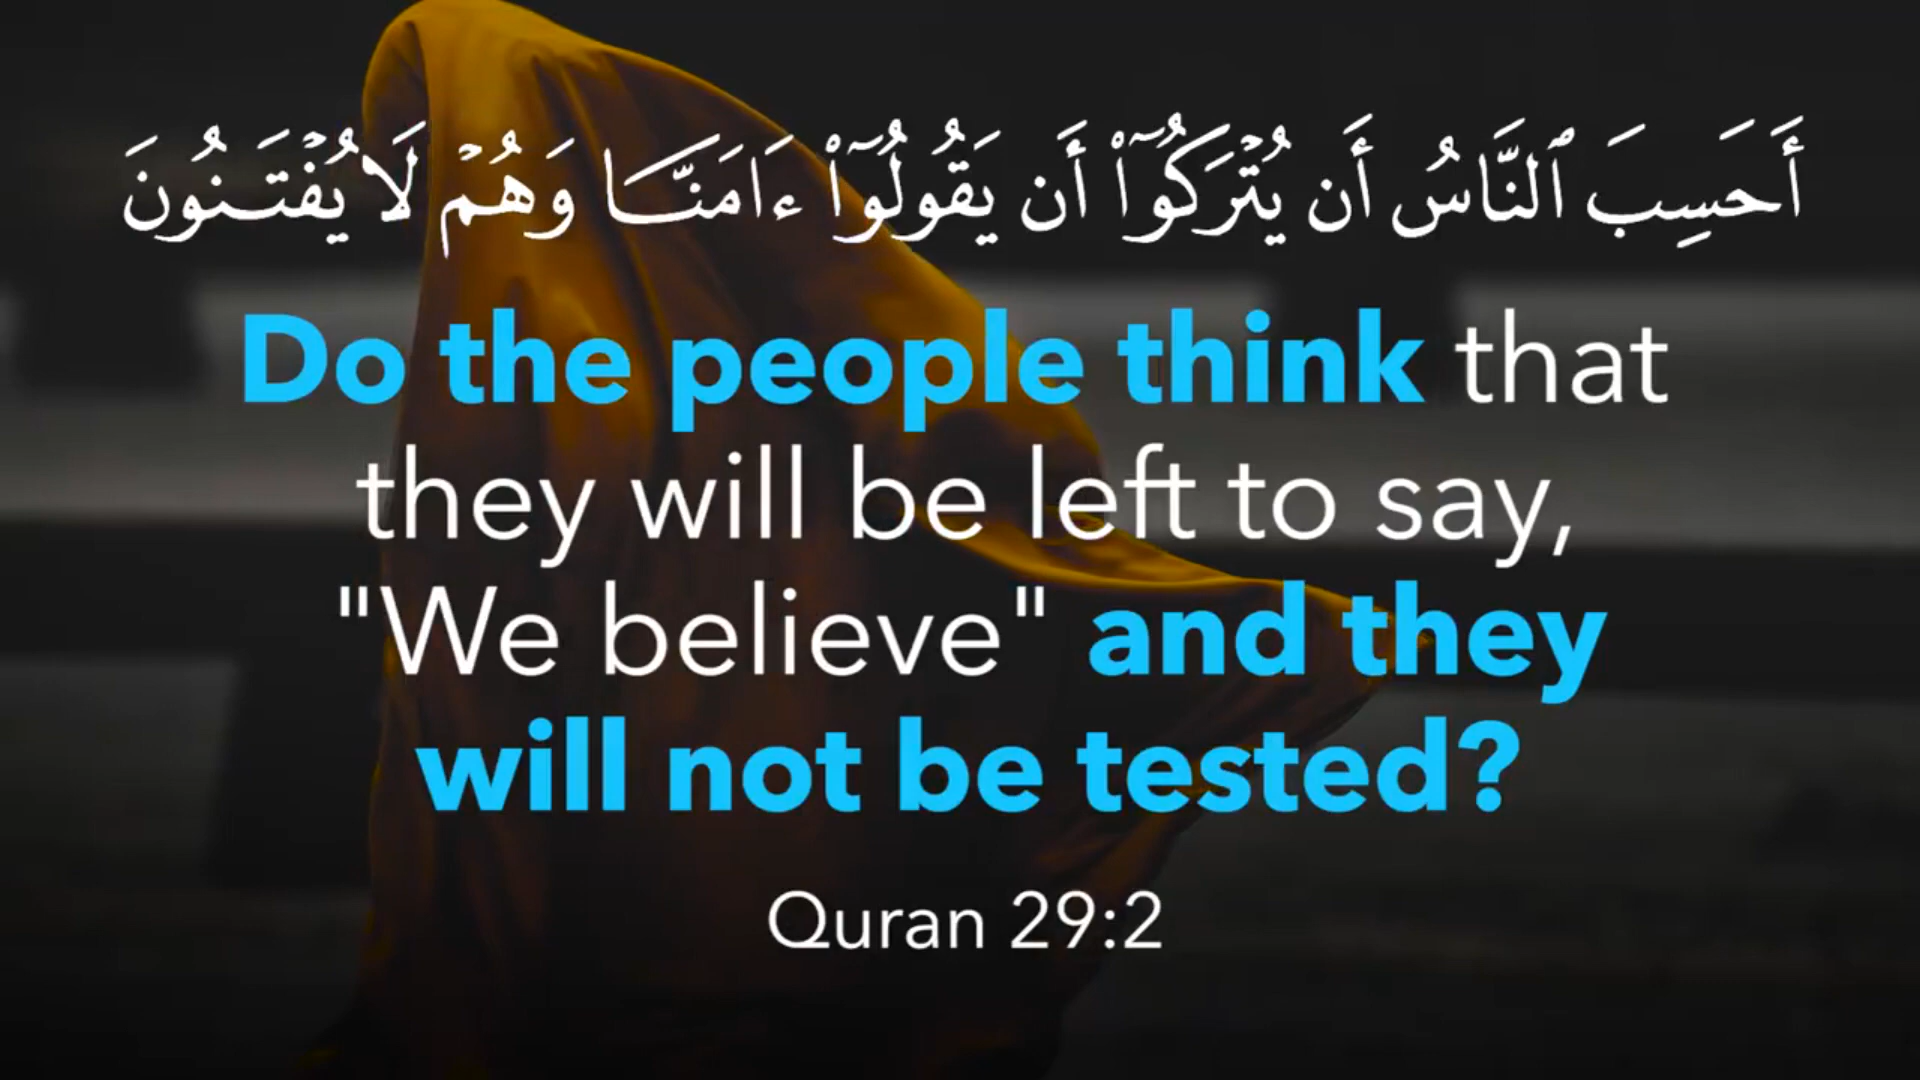 أَحَسِبَ ٱلنَّاسُ أَن يُتْرَكُوٓا۟ أَن يَقُولُوٓا۟ ءَامَنَّا وَهُمْ لَا يُفْتَنُونَ
Do the people think that
they will be left to say,
"We believe" and they
will not be tested?
Quran 29:2